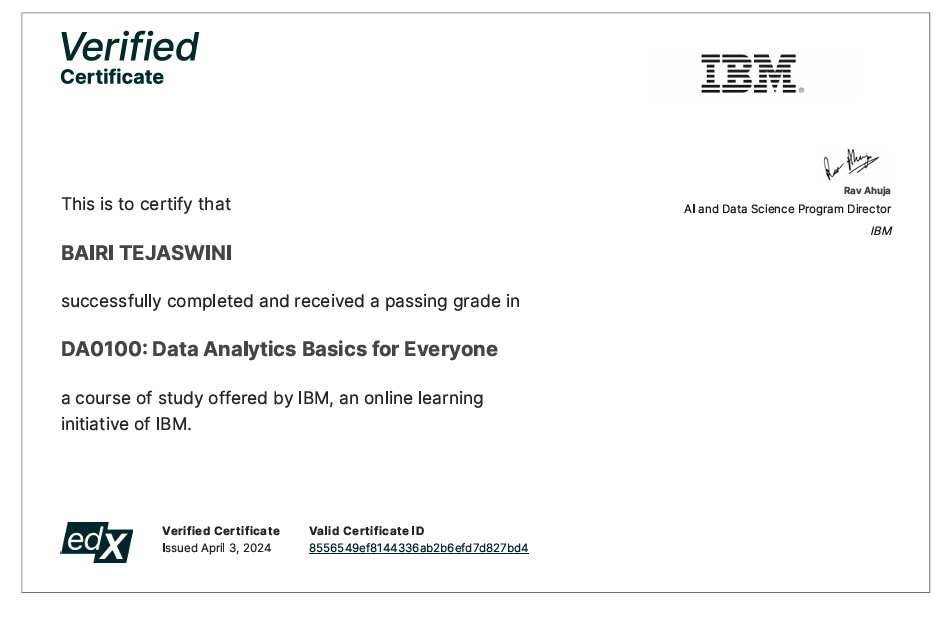 Verified
Certificate
IBM®
Rav Ahuja
AI and Data Science Program Director
IBM
This is to certify that
BAIRI TEJASWINI
successfully completed and received a passing grade in
DA0100: Data Analytics Basics for Everyone
a course of study offered by IBM, an online learning
initiative of IBM.
edX
Verified Certificate
Issued April 3, 2024
Valid Certificate ID
8556549ef8144336ab2b6efd7d827bd4